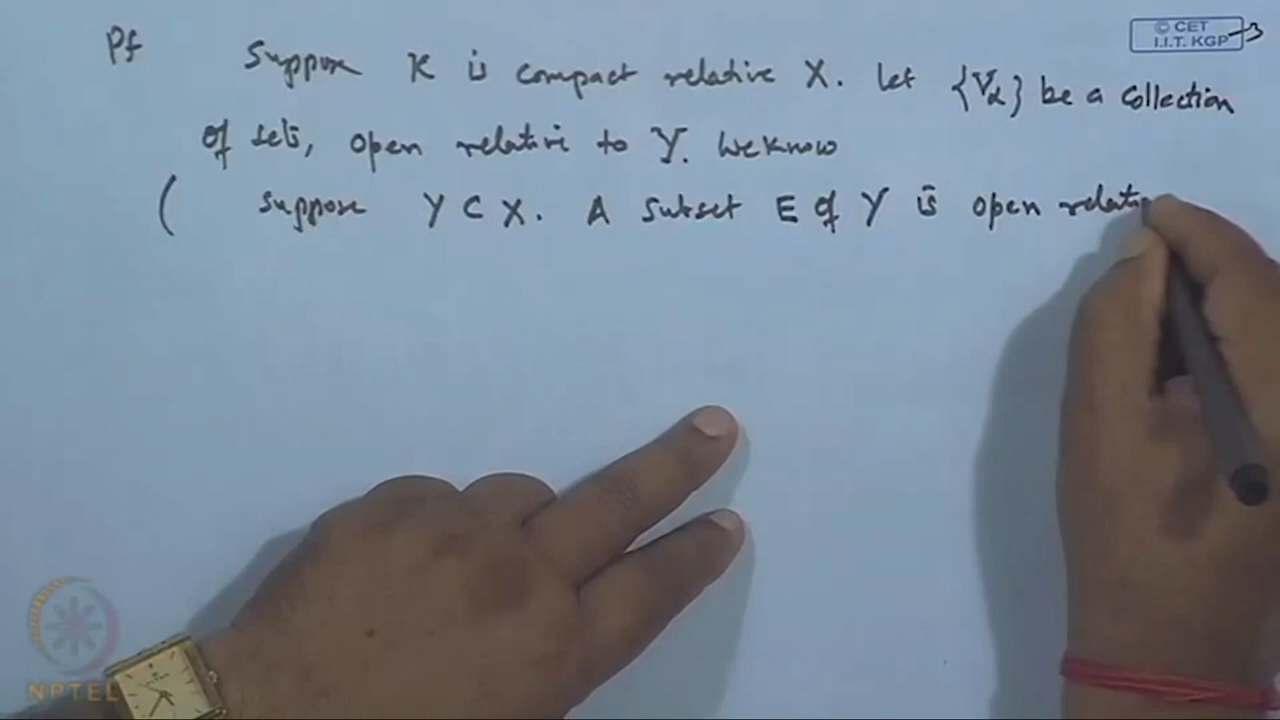 © CET
I.I.T. KGP
Pf Suppose K is compact relative X. Let {Vα} be a collection
of sets, open relative to Y. We know
( Suppose Y ⊂ X. A subset E of Y is open relativ
NPTEL